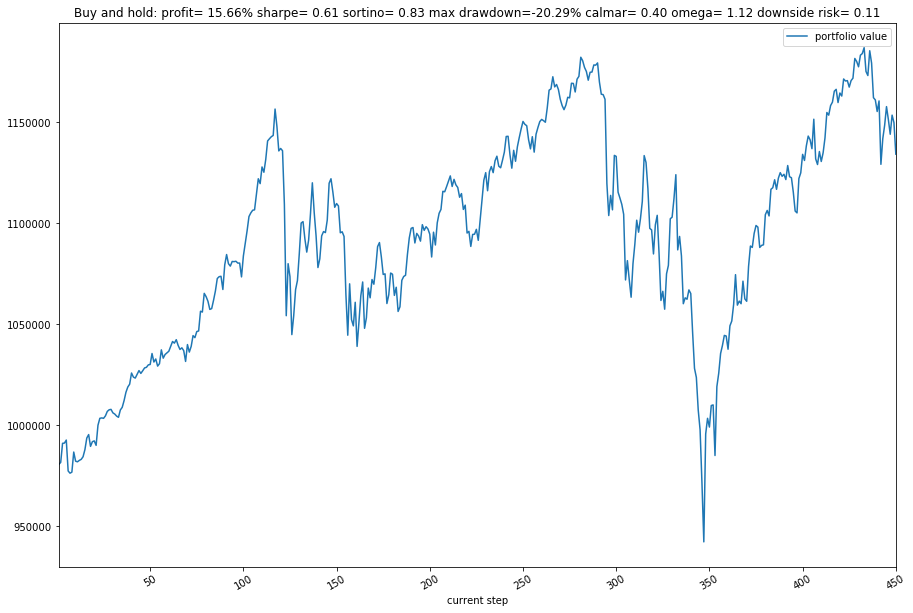 Buy and hold: profit= 15.66% sharpe= 0.61 sortino= 0.83 max drawdown=-20.29% calmar= 0.40 omega= 1.12 downside risk= 0.11
portfolio value
1150000
1100000
1050000
1000000
950000
50 100 150 200 250 300 350 400 450
current step